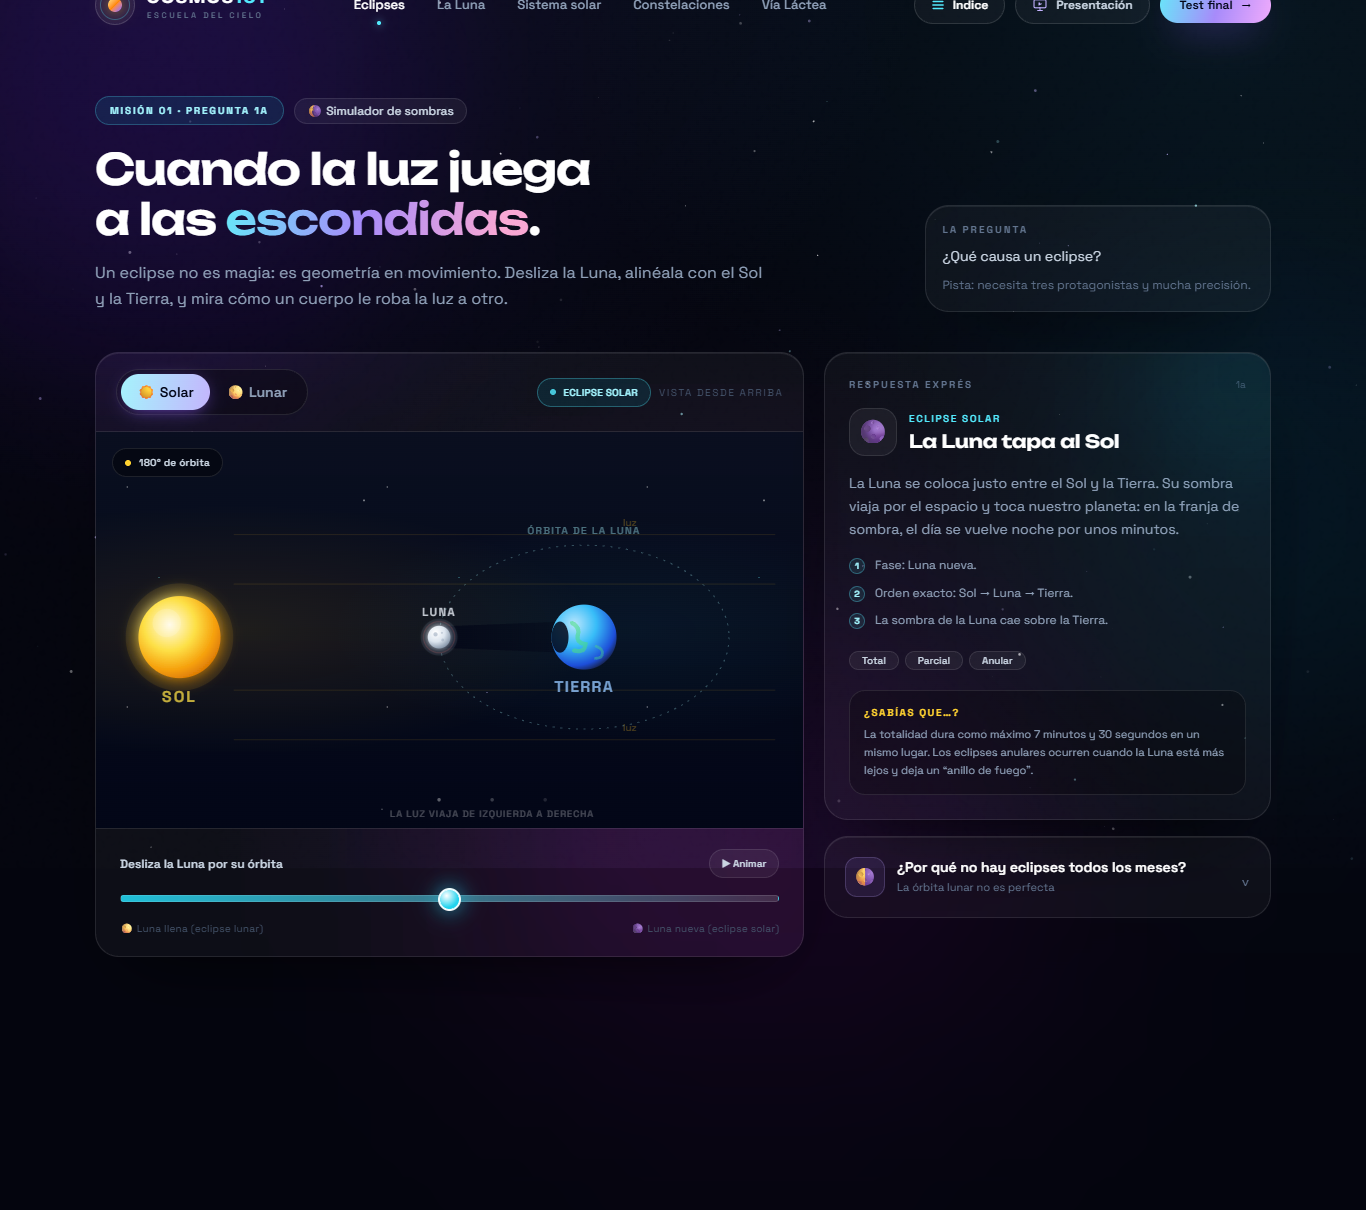 COSMOS101
ESCUELA DEL CIELO
Eclipses
La Luna
Sistema solar
Constelaciones
Vía Láctea
Índice
Presentación
Test final →
MISIÓN 01 · PREGUNTA 1A
Simulador de sombras
Cuando la luz juega
a las escondidas.
Un eclipse no es magia: es geometría en movimiento. Desliza la Luna, alinéala con el Sol
y la Tierra, y mira cómo un cuerpo le roba la luz a otro.
LA PREGUNTA
¿Qué causa un eclipse?
Pista: necesita tres protagonistas y mucha precisión.
Solar
Lunar
ECLIPSE SOLAR
VISTA DESDE ARRIBA
180° de órbita
luz
ÓRBITA DE LA LUNA
LUNA
SOL
TIERRA
luz
LA LUZ VIAJA DE IZQUIERDA A DERECHA
Desliza la Luna por su órbita
▶ Animar
Luna llena (eclipse lunar)
Luna nueva (eclipse solar)
RESPUESTA EXPRÉS
1a
ECLIPSE SOLAR
La Luna tapa al Sol
La Luna se coloca justo entre el Sol y la Tierra. Su sombra
viaja por el espacio y toca nuestro planeta: en la franja de
sombra, el día se vuelve noche por unos minutos.
1 Fase: Luna nueva.
2 Orden exacto: Sol → Luna → Tierra.
3 La sombra de la Luna cae sobre la Tierra.
Total
Parcial
Anular
¿SABÍAS QUE…?
La totalidad dura como máximo 7 minutos y 30 segundos en un
mismo lugar. Los eclipses anulares ocurren cuando la Luna está más
lejos y deja un “anillo de fuego”.
¿Por qué no hay eclipses todos los meses?
La órbita lunar no es perfecta
v